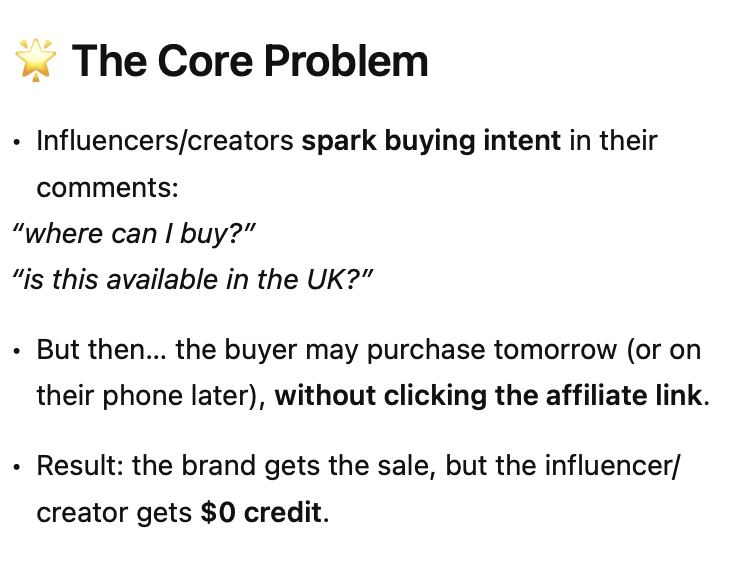 🌟 The Core Problem
• Influencers/creators spark buying intent in their
comments:
“where can I buy?”
“is this available in the UK?”
• But then... the buyer may purchase tomorrow (or on
their phone later), without clicking the affiliate link.
• Result: the brand gets the sale, but the influencer/
creator gets $0 credit.